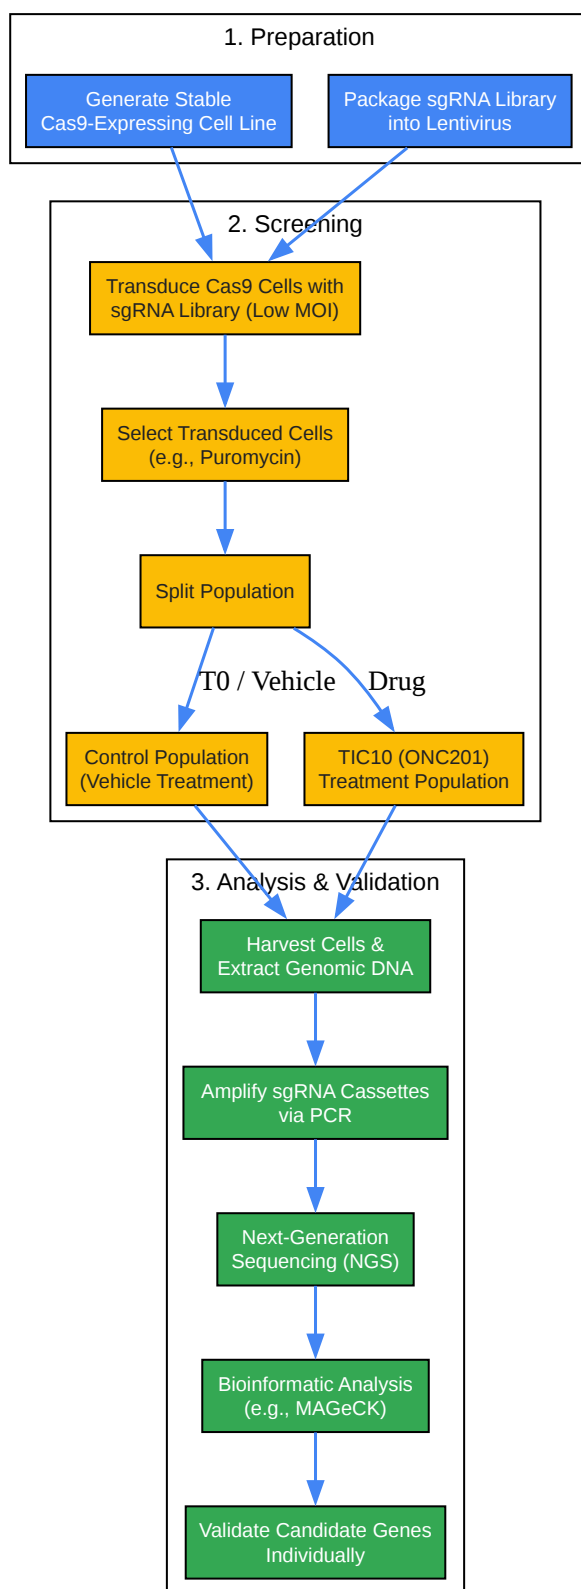 1. Preparation
Generate Stable
Cas9-Expressing Cell Line
Package sgRNA Library
into Lentivirus
2. Screening
Transduce Cas9 Cells with
sgRNA Library (Low MOI)
Select Transduced Cells
(e.g., Puromycin)
Split Population
T0 / Vehicle
Drug
Control Population
(Vehicle Treatment)
TIC10 (ONC201)
Treatment Population
3. Analysis & Validation
Harvest Cells &
Extract Genomic DNA
Amplify sgRNA Cassettes
via PCR
Next-Generation
Sequencing (NGS)
Bioinformatic Analysis
(e.g., MAGeCK)
Validate Candidate Genes
Individually